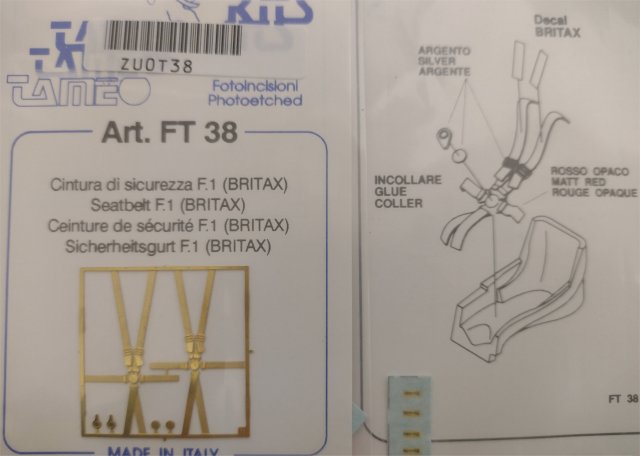 KITS
ZU0T38
TAMEO
Fotoincisioni
Photoetched
Art. FT 38
Cintura di sicurezza F.1 (BRITAX)
Seatbelt F.1 (BRITAX)
Ceinture de sécurité F.1 (BRITAX)
Sicherheitsgurt F.1 (BRITAX)
MADE IN ITALY
Decal
BRITAX
ARGENTO
SILVER
ARGENTE
INCOLLARE
GLUE
COLLER
ROSSO OPACO
MATT RED
ROUGE OPAQUE
FT 38